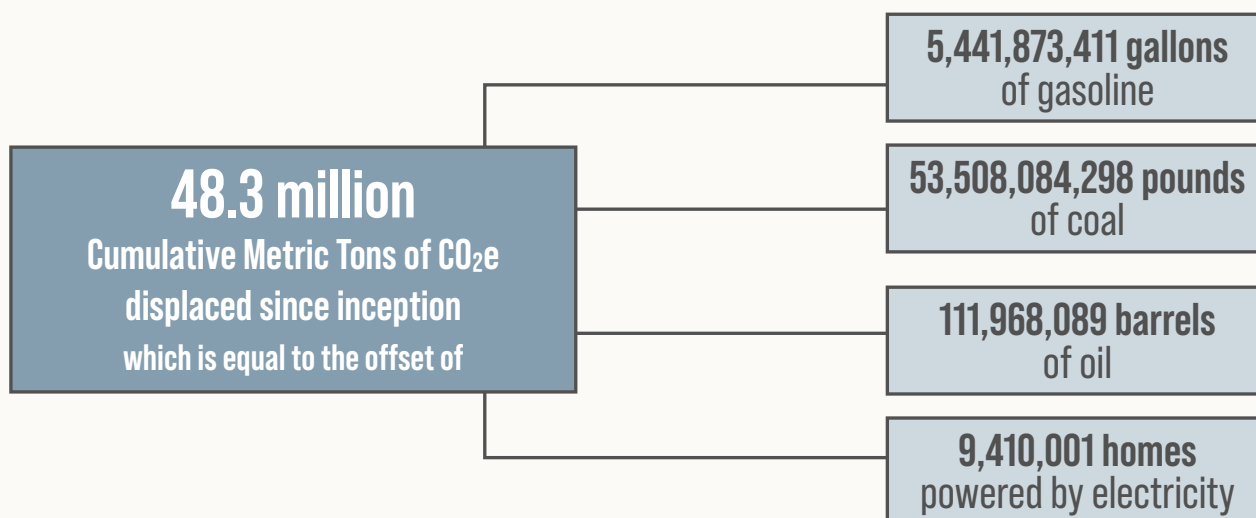 48.3 million
Cumulative Metric Tons of CO₂e
displaced since inception
which is equal to the offset of
5,441,873,411 gallons
of gasoline
53,508,084,298 pounds
of coal
111,968,089 barrels
of oil
9,410,001 homes
powered by electricity